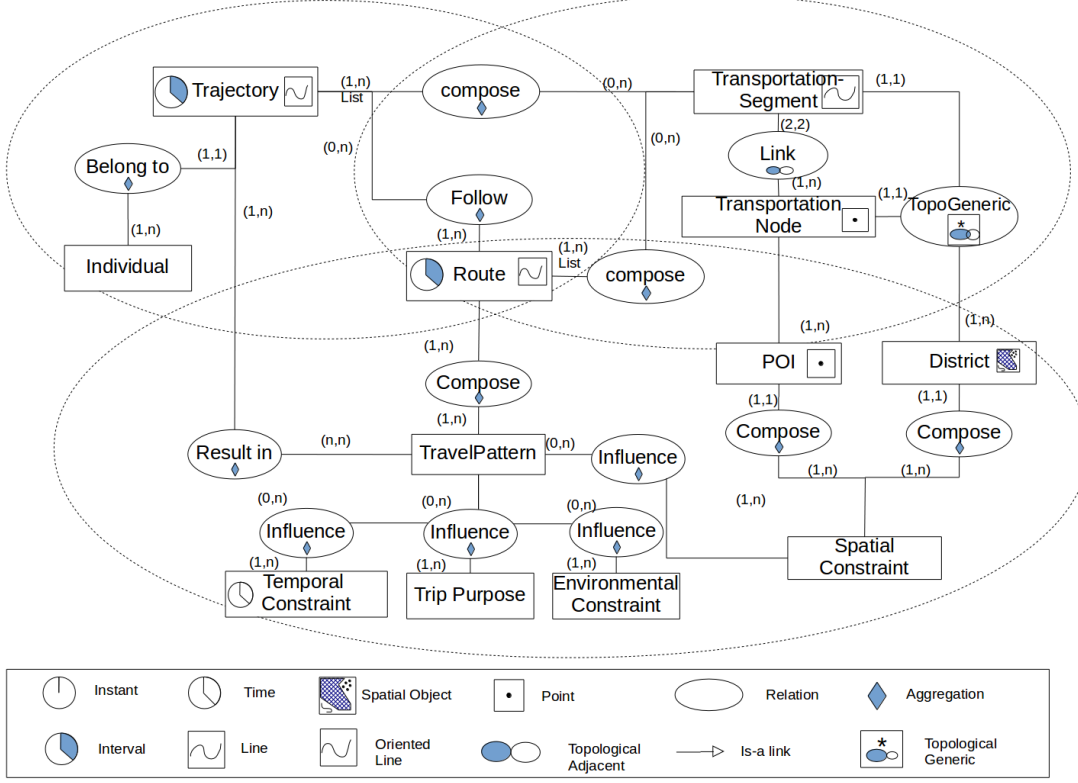 Trajectory
(1,n)
List
compose
(0,n)
Transportation-
Segment
(1,1)
(0,n)
(0,n)
(2,2)
Link
(1,n)
Belong to
(1,1)
(1,n)
Follow
(1,n)
Transportation
Node
(1,1)
TopoGeneric
*
(1,n)
Individual
Route
(1,n)
List
compose
(1,n)
(1,n)
(1,n)
POI
District
Compose
(1,n)
(1,1)
Compose
(1,1)
Compose
Result in
(n,n)
TravelPattern
(0,n)
Influence
(1,n)
(1,n)
(1,n)
(0,n)
Influence
(0,n)
Influence
(0,n)
Influence
(1,n)
(1,n)
(1,n)
Temporal
Constraint
Trip Purpose
Environmental
Constraint
Spatial
Constraint
Instant
Time
Spatial Object
Point
Relation
Aggregation
Interval
Line
Oriented
Line
Topological
Adjacent
Is-a link
*
Topological
Generic